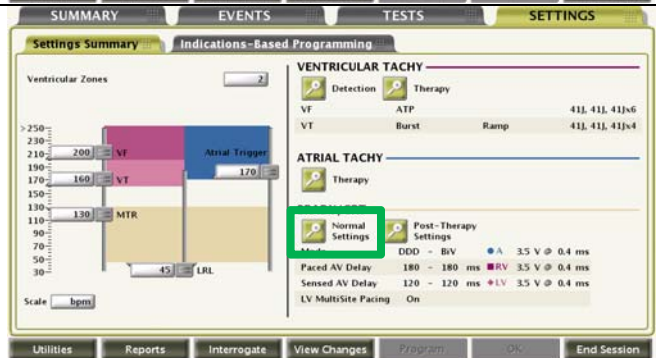 SUMMARY EVENTS TESTS SETTINGS
Settings Summary Indications-Based Programming
Ventricular Zones 2
>250
230
210
190
170
150
130
110
90
70
50
30
200 VF
160 VT
130 MTR
45 LRL
Atrial Trigger
170
Scale bpm
VENTRICULAR TACHY
Detection Therapy
VF ATP 41J, 41J, 41Jx6
VT Burst Ramp 41J, 41J, 41Jx4
ATRIAL TACHY
Therapy
Normal Settings
Post-Therapy Settings
DDD - BiV A 3.5 V @ 0.4 ms
Paced AV Delay 180 - 180 ms RV 3.5 V @ 0.4 ms
Sensed AV Delay 120 - 120 ms LV 3.5 V @ 0.4 ms
LV MultiSite Pacing On
Utilities Reports Interrogate View Changes Program OK End Session